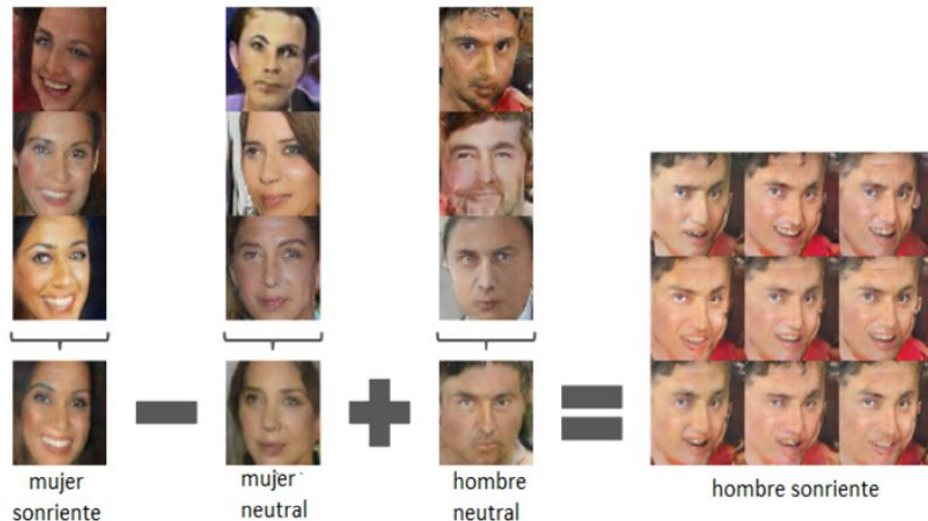 mujer
sonriente
mujer
neutral
hombre
neutral
hombre sonriente